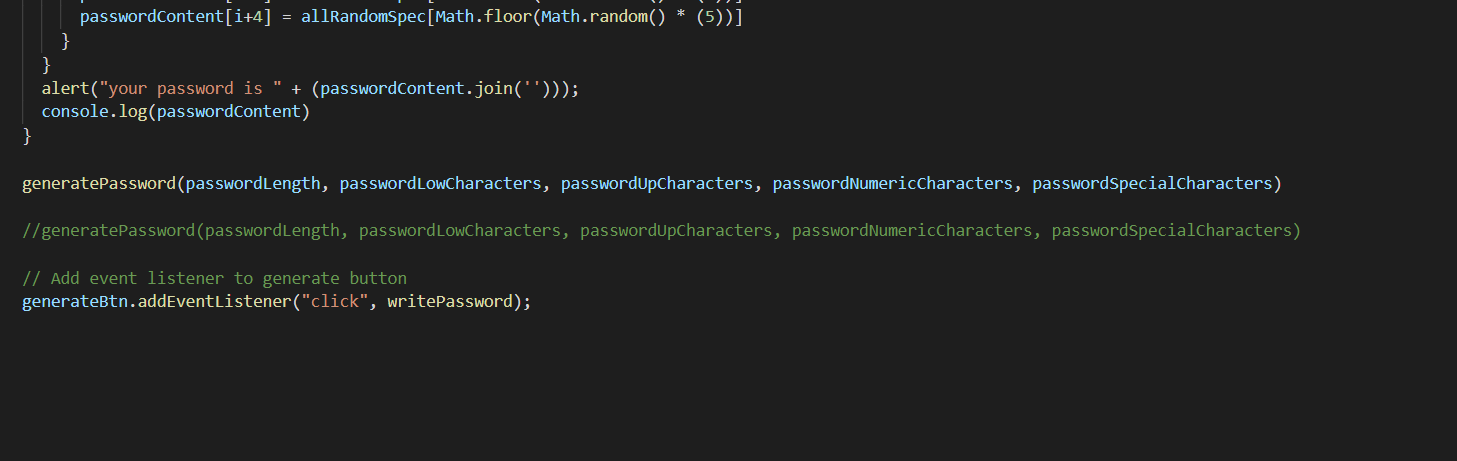 passwordContent[i+4] = allRandomSpec[Math.floor(Math.random() * (5))]
}
}
alert("your password is " + (passwordContent.join('')));
console.log(passwordContent)
}
generatePassword(passwordLength, passwordLowCharacters, passwordUpCharacters, passwordNumericCharacters, passwordSpecialCharacters)
//generatePassword(passwordLength, passwordLowCharacters, passwordUpCharacters, passwordNumericCharacters, passwordSpecialCharacters)
// Add event listener to generate button
generateBtn.addEventListener("click", writePassword);